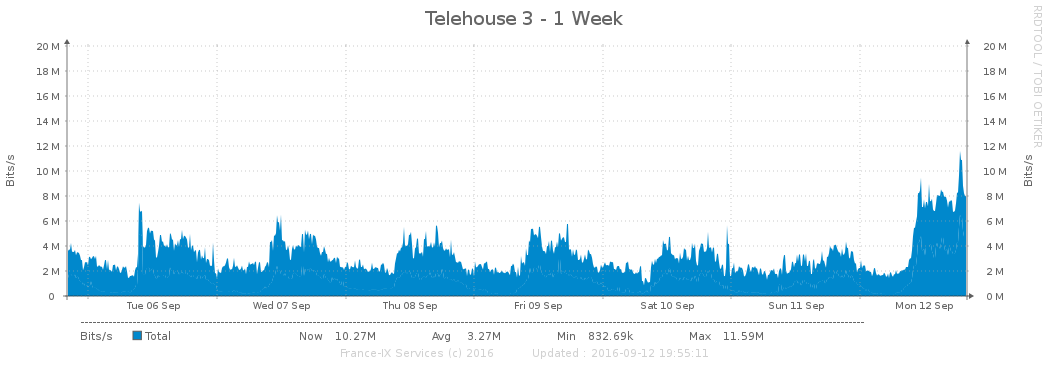 Telehouse 3 - 1 Week
RRDTOOL / TOBI OETIKER
Bits/s
20 M 20 M
18 M 18 M
16 M 16 M
14 M 14 M
12 M 12 M
10 M 10 M
8 M 8 M
6 M 6 M
4 M 4 M
2 M 2 M
0 0 M
Bits/s
Tue 06 Sep Wed 07 Sep Thu 08 Sep Fri 09 Sep Sat 10 Sep Sun 11 Sep Mon 12 Sep
Bits/s Total Now 10.27M Avg 3.27M Min 832.69k Max 11.59M
France-IX Services (c) 2016 Updated : 2016-09-12 19:55:11